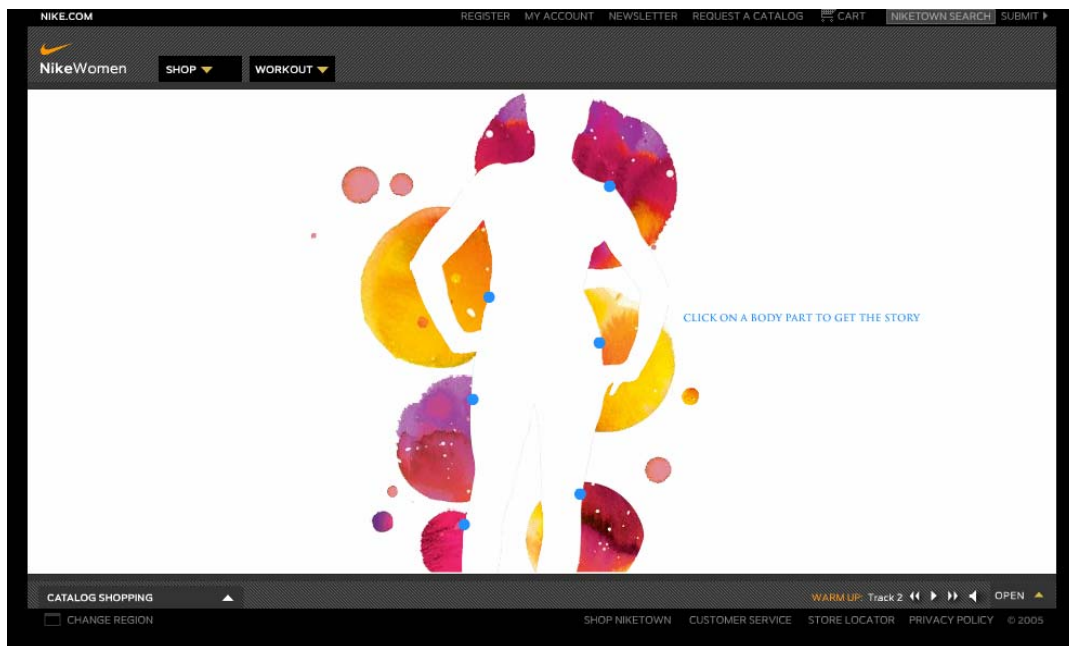 NIKE.COM REGISTER MY ACCOUNT NEWSLETTER REQUEST A CATALOG CART NIKETOWN SEARCH SUBMIT
NikeWomen SHOP WORKOUT
CLICK ON A BODY PART TO GET THE STORY
CATALOG SHOPPING WARM UP: Track 2 OPEN
CHANGE REGION SHOP NIKETOWN CUSTOMER SERVICE STORE LOCATOR PRIVACY POLICY © 2005